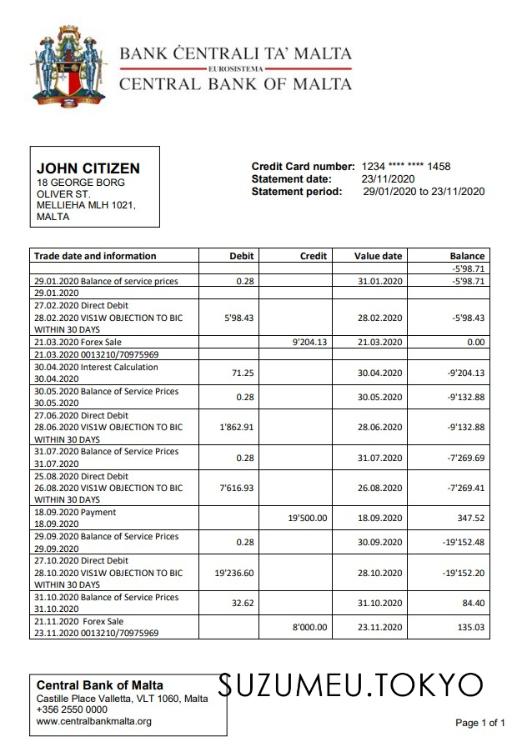 BANK ĊENTRALI TA' MALTA
EUROSISTEMA
CENTRAL BANK OF MALTA
JOHN CITIZEN
18 GEORGE BORG
OLIVER ST.
MELLIEHA MLH 1021,
MALTA
Credit Card number: 1234 **** **** 1458
Statement date: 23/11/2020
Statement period: 29/01/2020 to 23/11/2020
Trade date and information Debit Credit Value date Balance
-5'98.71
29.01.2020 Balance of service prices 0.28 31.01.2020 -5'98.71
29.01.2020
27.02.2020 Direct Debit
28.02.2020 VIS1W OBJECTION TO BIC 5'98.43 28.02.2020 -5'98.43
WITHIN 30 DAYS
21.03.2020 Forex Sale 9'204.13 21.03.2020 0.00
21.03.2020 0013210/70975969
30.04.2020 Interest Calculation 71.25 30.04.2020 -9'204.13
30.04.2020
30.05.2020 Balance of Service Prices 0.28 30.05.2020 -9'132.88
30.05.2020
27.06.2020 Direct Debit
28.06.2020 VIS1W OBJECTION TO BIC 1'862.91 28.06.2020 -9'132.88
WITHIN 30 DAYS
31.07.2020 Balance of Service Prices 0.28 31.07.2020 -7'269.69
31.07.2020
25.08.2020 Direct Debit
26.08.2020 VIS1W OBJECTION TO BIC 7'616.93 26.08.2020 -7'269.41
WITHIN 30 DAYS
18.09.2020 Payment 19'500.00 18.09.2020 347.52
18.09.2020
29.09.2020 Balance of Service Prices 0.28 30.09.2020 -19'152.48
29.09.2020
27.10.2020 Direct Debit
28.10.2020 VIS1W OBJECTION TO BIC 19'236.60 28.10.2020 -19'152.20
WITHIN 30 DAYS
31.10.2020 Balance of Service Prices 32.62 31.10.2020 84.40
31.10.2020
21.11.2020 Forex Sale 8'000.00 23.11.2020 135.03
23.11.2020 0013210/70975969
Central Bank of Malta
Castille Place Valletta, VLT 1060, Malta
+356 2550 0000
www.centralbankmalta.org
SUZUMEU.TOKYO
Page 1 of 1